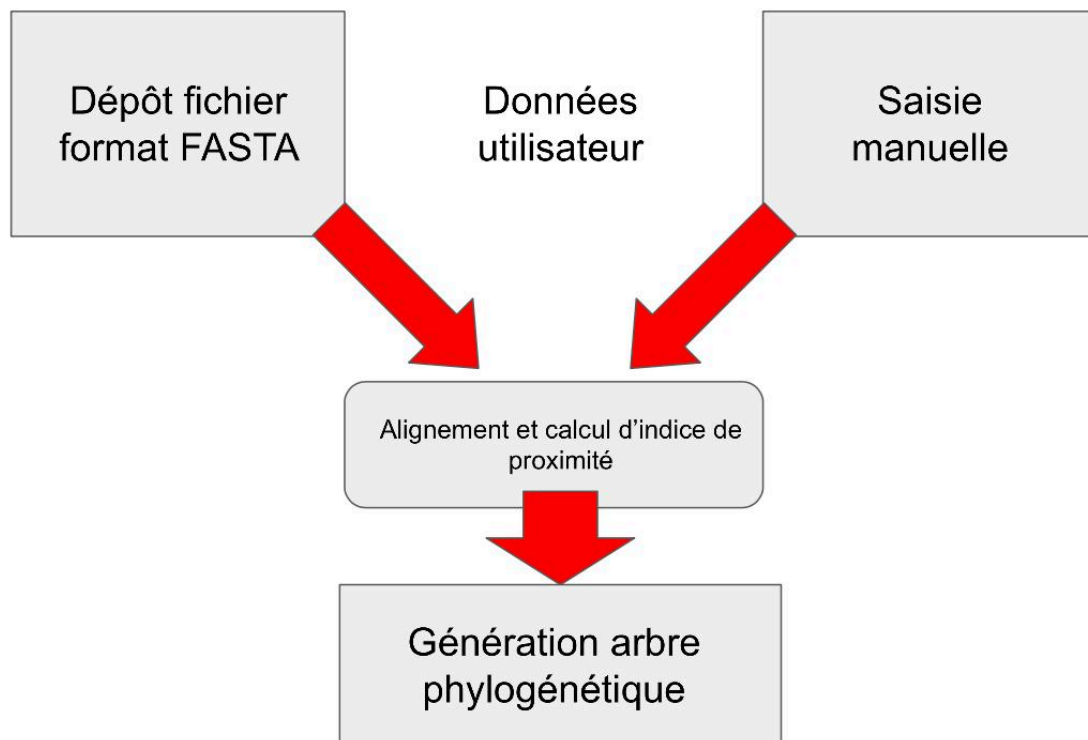 Dépôt fichier
format FASTA
Données
utilisateur
Saisie
manuelle
Alignement et calcul d'indice de
proximité
Génération arbre
phylogénétique